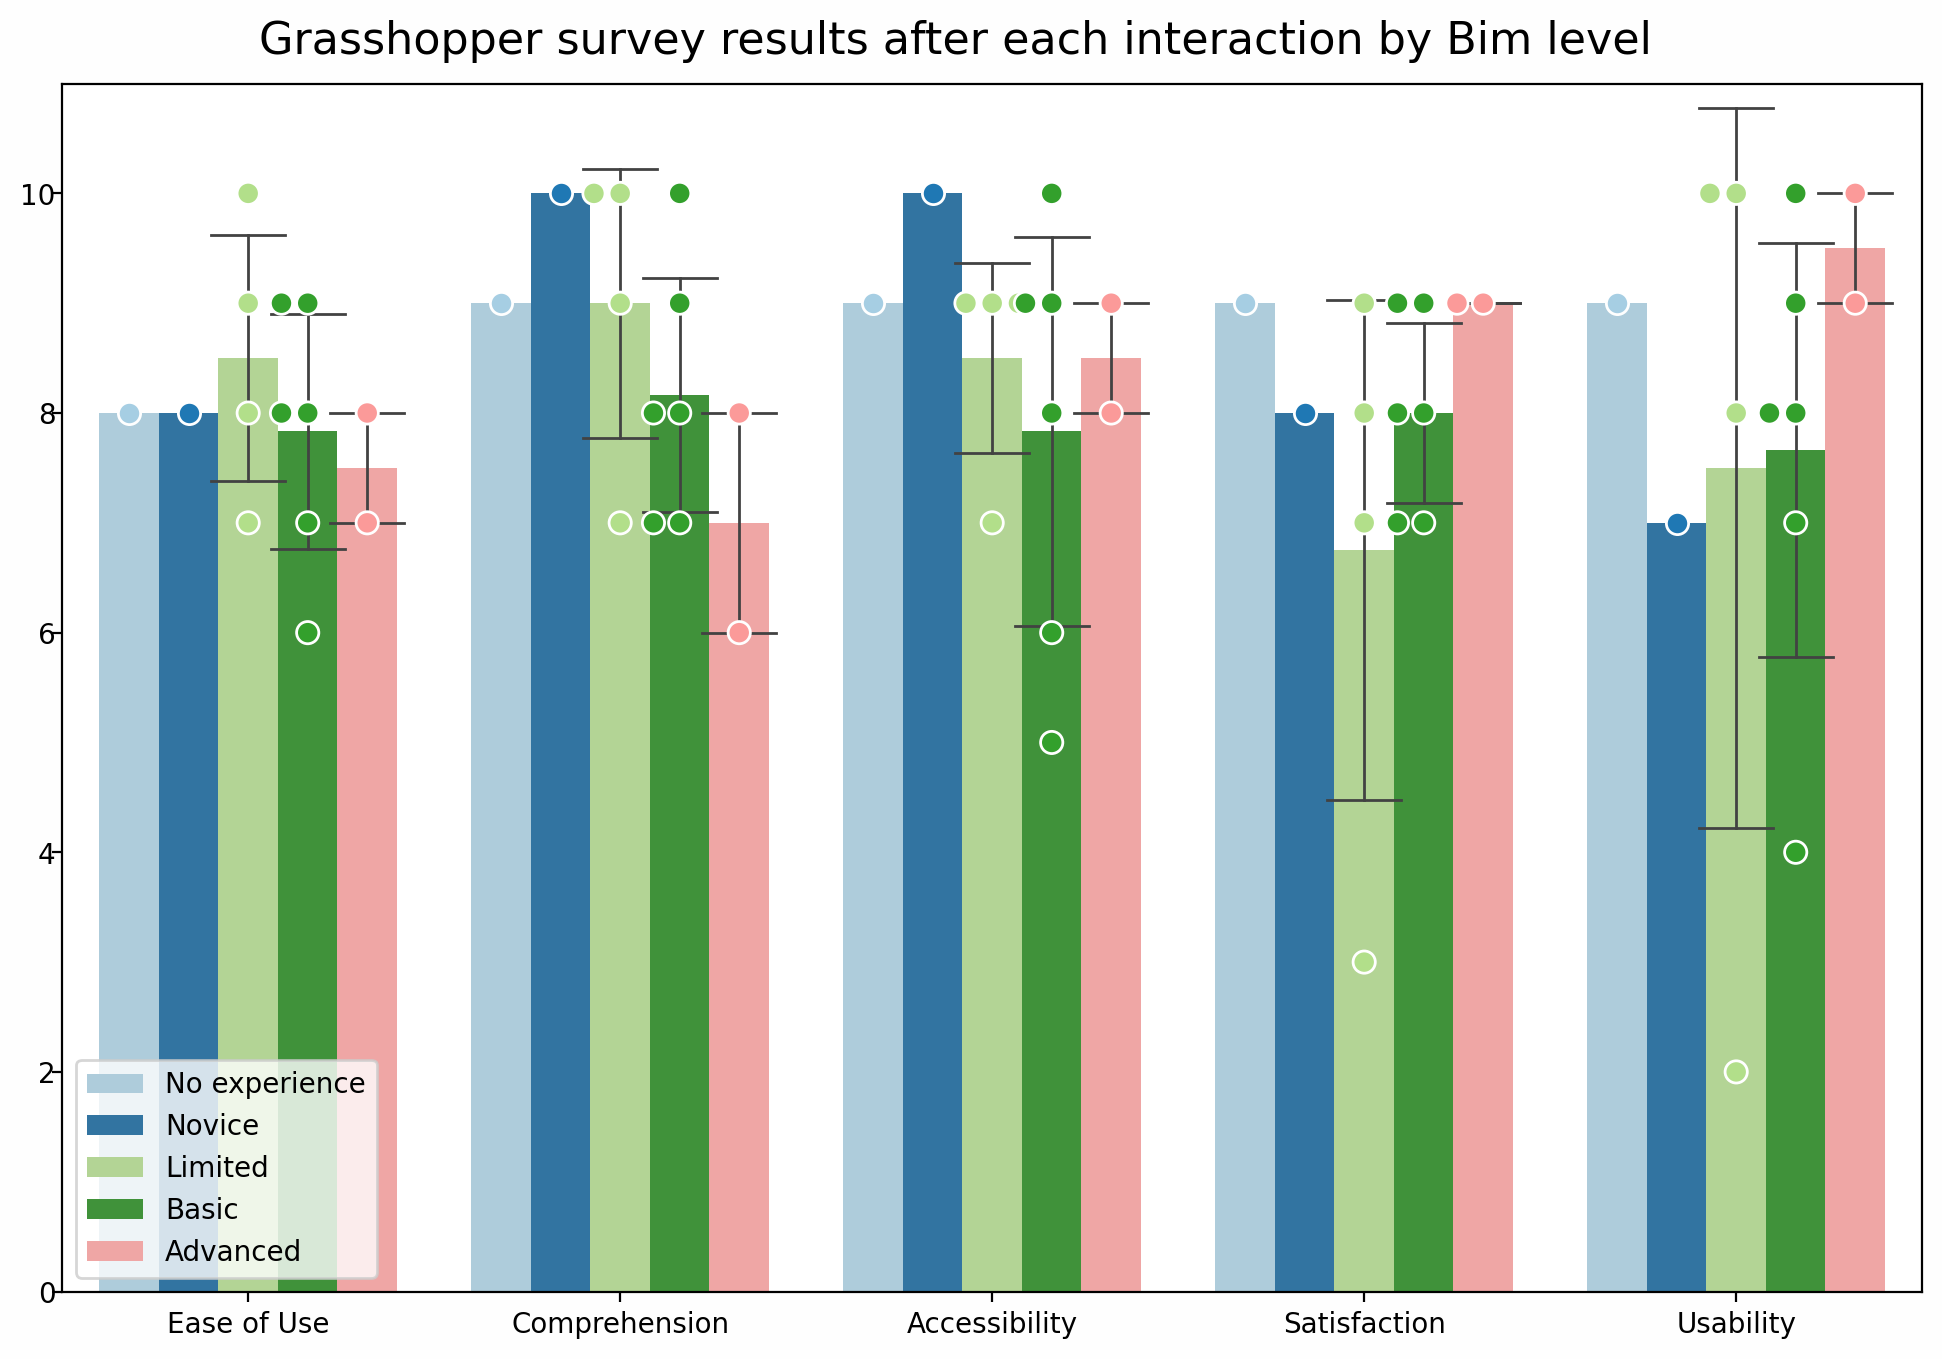 Grasshopper survey results after each interaction by Bim level
10
8
6
4
2
0
No experience
Novice
Limited
Basic
Advanced
Ease of Use
Comprehension
Accessibility
Satisfaction
Usability